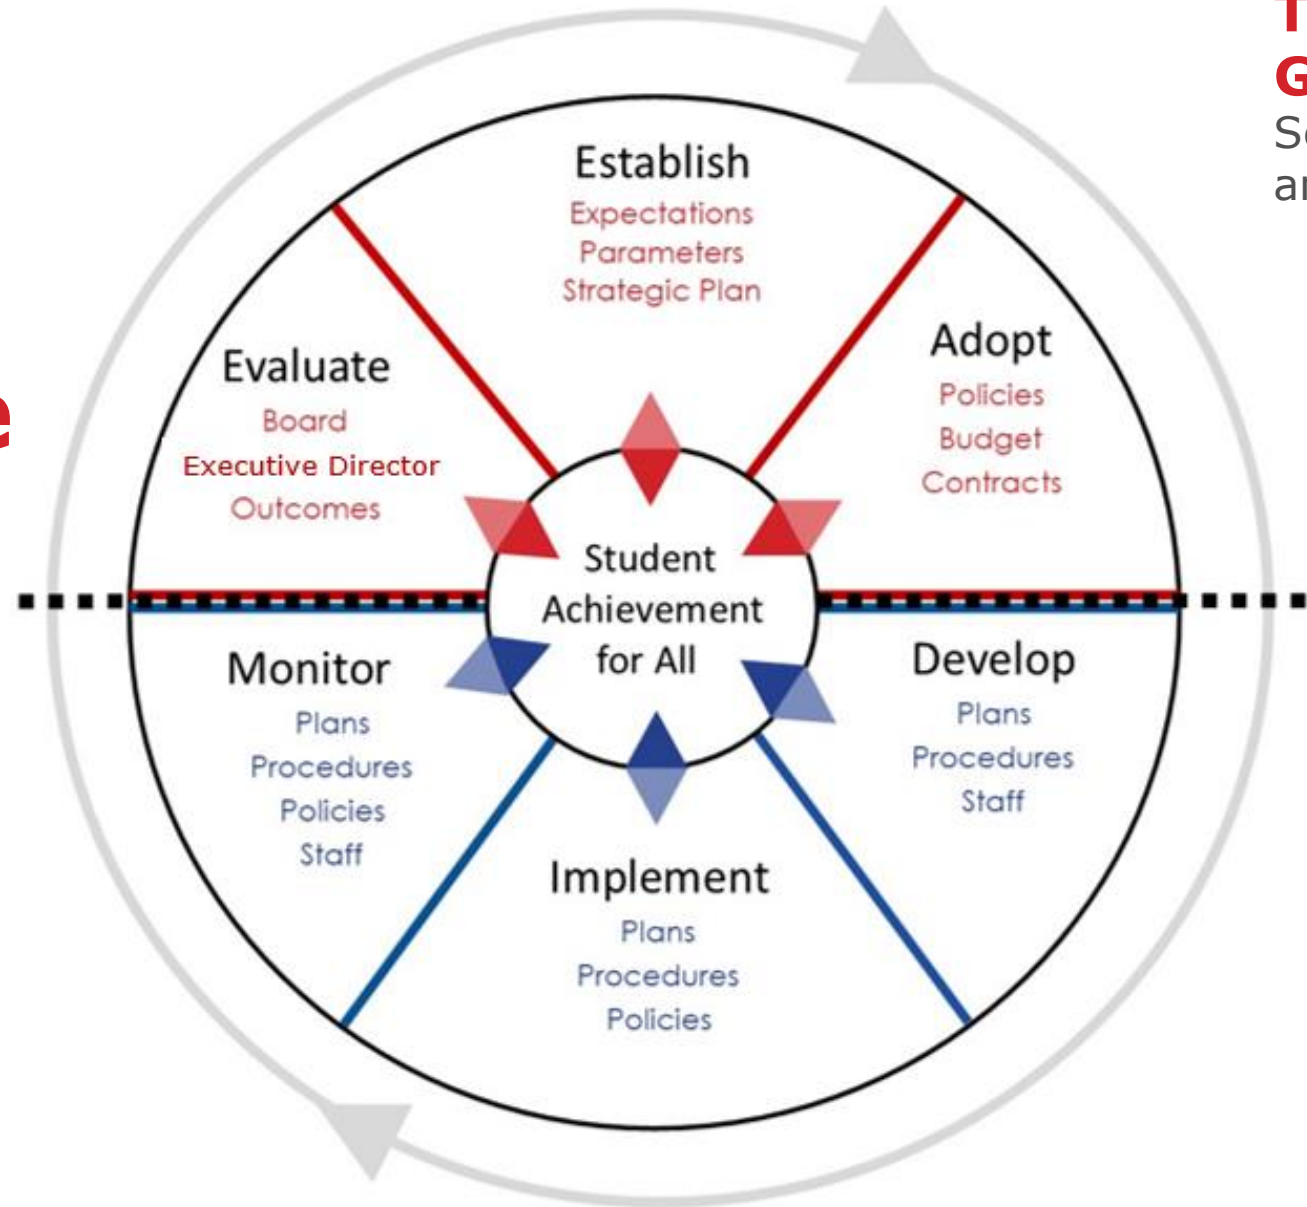 Establish
Expectations
Parameters
Strategic Plan
Adopt
Policies
Budget
Contracts
Evaluate
Board
Executive Director
Outcomes
Student
Achievement
for All
Monitor
Plans
Procedures
Policies
Staff
Develop
Plans
Procedures
Staff
Implement
Plans
Procedures
Policies